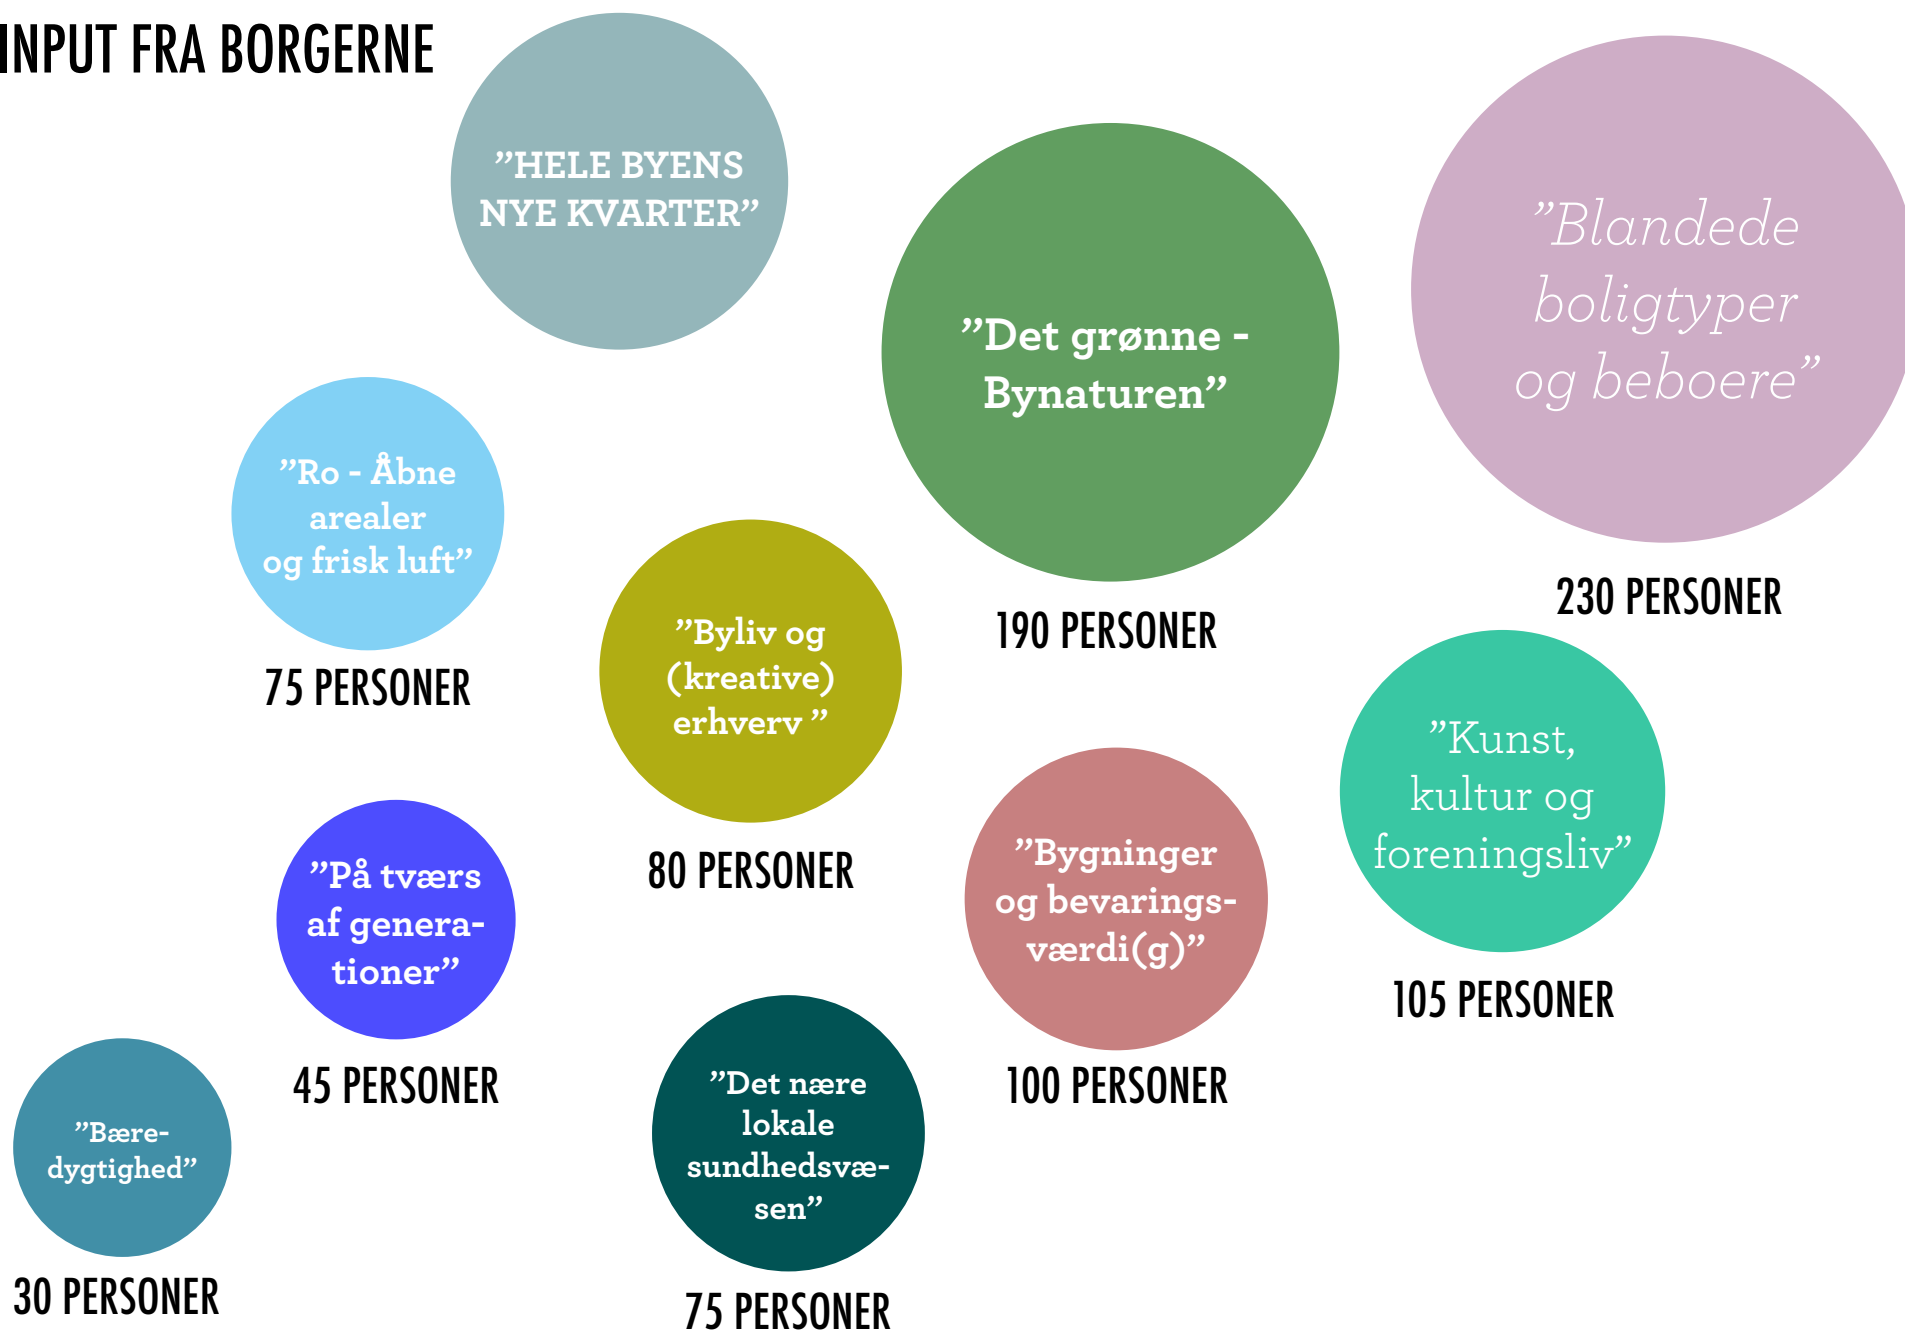 INPUT FRA BORGERNE
”HELE BYENS
NYE KVARTER”
”Det grønne -
Bynaturen”
190 PERSONER
”Blandede
boligtyper
og beboere”
230 PERSONER
”Ro - Åbne
arealer
og frisk luft”
75 PERSONER
”Byliv og
(kreative)
erhverv ”
80 PERSONER
”Kunst,
kultur og
foreningsliv”
105 PERSONER
”På tværs
af genera-
tioner”
45 PERSONER
”Bygninger
og bevarings-
værdi(g)”
100 PERSONER
”Bære-
dygtighed”
30 PERSONER
”Det nære
lokale
sundhedsvæ-
sen”
75 PERSONER